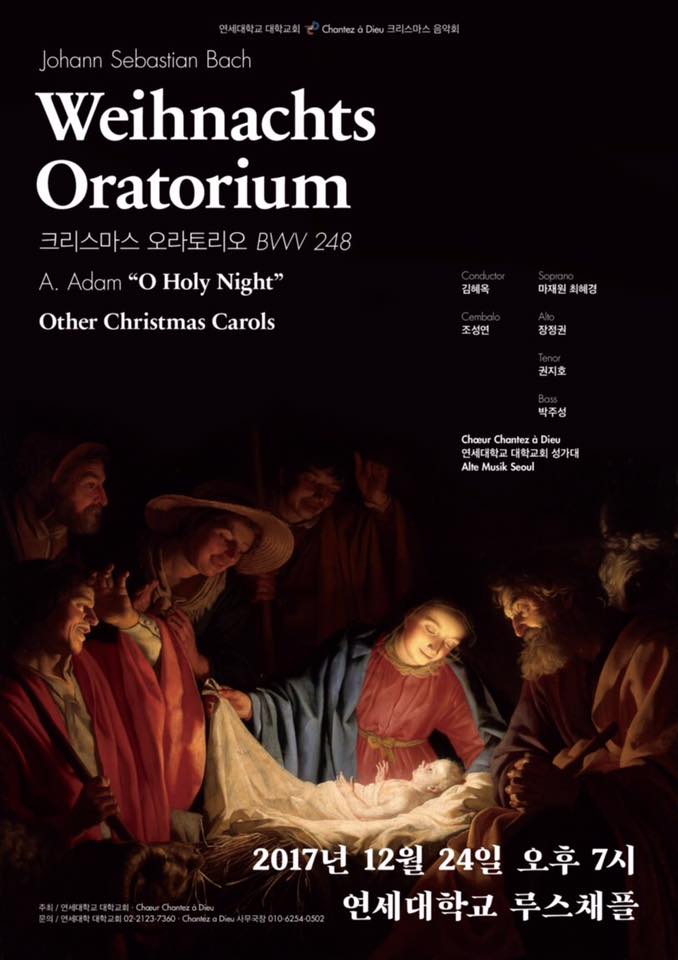 연세대학교 대학교회 Chantez à Dieu 크리스마스 음악회
Johann Sebastian Bach
Weihnachts
Oratorium
크리스마스 오라토리오 BWV 248
A. Adam “O Holy Night”
Other Christmas Carols
Conductor
김혜옥
Cembalo
조성연
Soprano
마재원 최혜경
Alto
장정권
Tenor
권지호
Bass
박주성
Chœur Chantez à Dieu
연세대학교 대학교회 성가대
Alte Musik Seoul
2017년 12월 24일 오후 7시
연세대학교 루스채플
주최 / 연세대학교 대학교회 · Chœur Chantez à Dieu
문의 / 연세대학 대학교회 02-2123-7360 · Chantéz a Dieu 사무국장 010-6254-0502